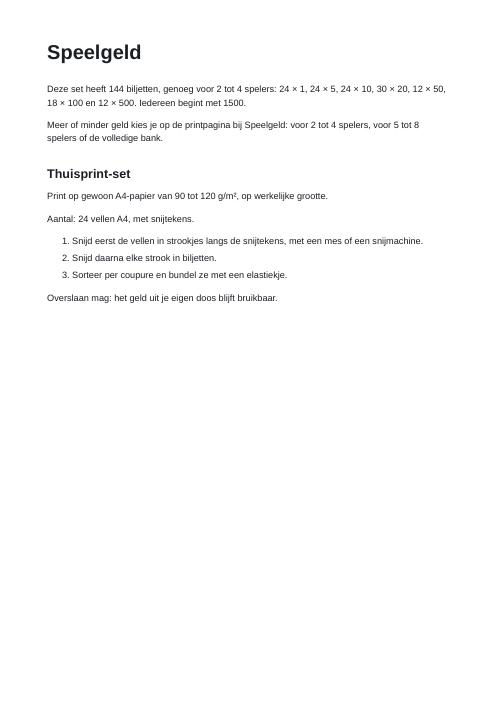 Speelgeld
Deze set heeft 144 biljetten, genoeg voor 2 tot 4 spelers: 24 × 1, 24 × 5, 24 × 10, 30 × 20, 12 × 50,
18 × 100 en 12 × 500. Iedereen begint met 1500.
Meer of minder geld kies je op de printpagina bij Speelgeld: voor 2 tot 4 spelers, voor 5 tot 8
spelers of de volledige bank.
Thuisprint-set
Print op gewoon A4-papier van 90 tot 120 g/m², op werkelijke grootte.
Aantal: 24 vellen A4, met snijtekens.
1. Snijd eerst de vellen in strookjes langs de snijtekens, met een mes of een snijmachine.
2. Snijd daarna elke strook in biljetten.
3. Sorteer per coupure en bundel ze met een elastiekje.
Overslaan mag: het geld uit je eigen doos blijft bruikbaar.